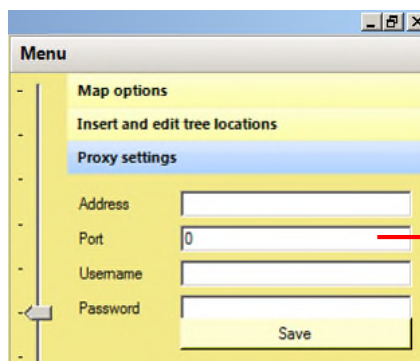 Menu
Map options
Insert and edit tree locations
Proxy settings
Address
Port 0
Username
Password
Save